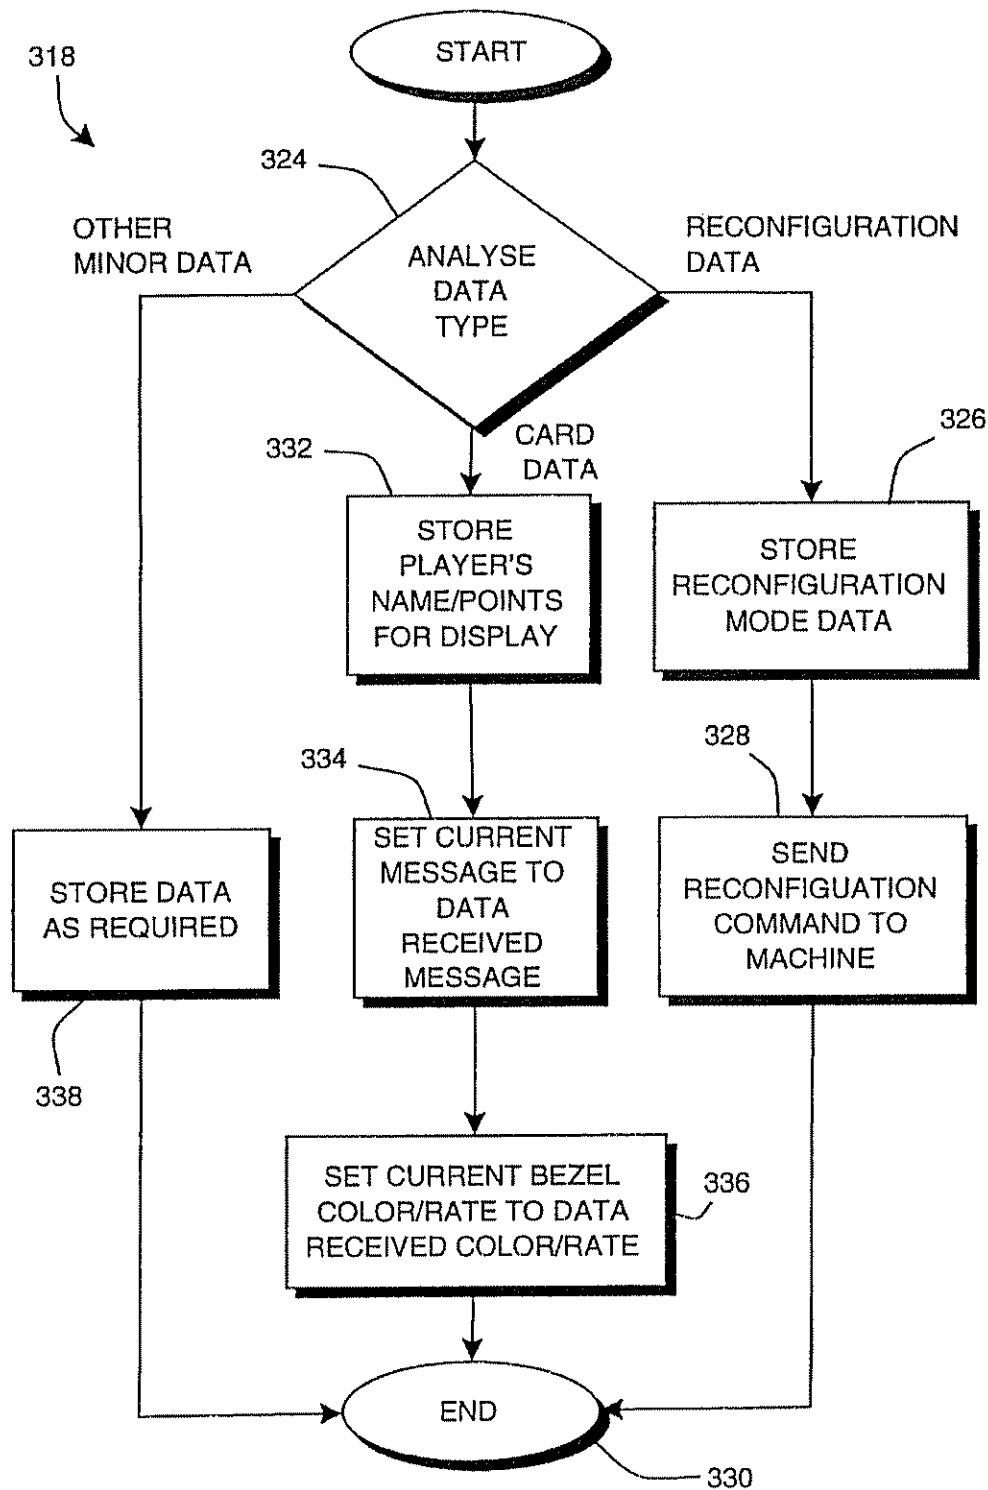 START
318
324
OTHER
MINOR DATA
RECONFIGURATION
DATA
ANALYSE
DATA
TYPE
CARD
DATA
332
326
STORE
PLAYER'S
NAME/POINTS
FOR DISPLAY
STORE
RECONFIGURATION
MODE DATA
334
328
STORE DATA
AS REQUIRED
SET CURRENT
MESSAGE TO
DATA
RECEIVED
MESSAGE
SEND
RECONFIGUATION
COMMAND TO
MACHINE
338
SET CURRENT BEZEL
COLOR/RATE TO DATA
RECEIVED COLOR/RATE
336
END
330